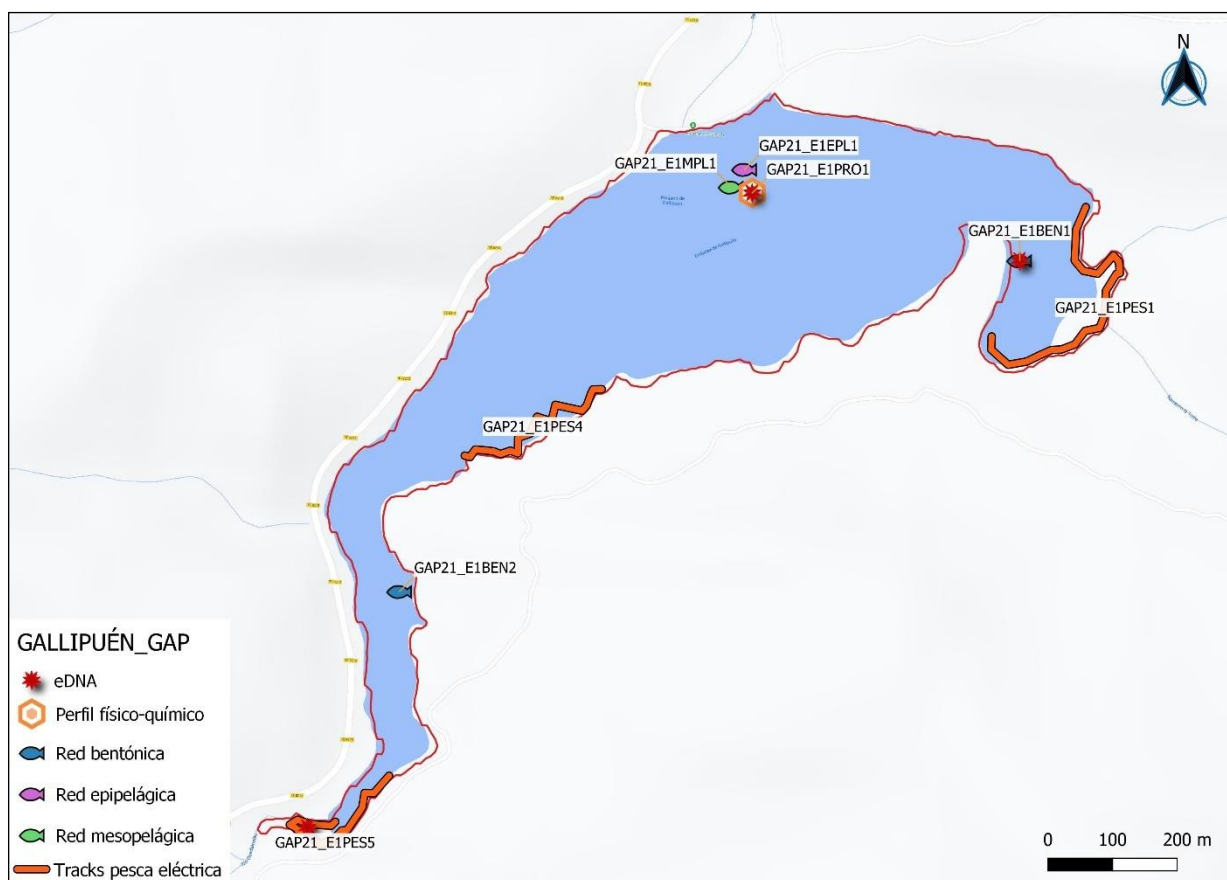 N
GAP21_E1EPL1
GAP21_E1MPL1
GAP21_E1PRO1
GAP21_E1BEN1
GAP21_E1PES1
GAP21_E1PES4
GAP21_E1BEN2
GALLIPUÉN_GAP
eDNA
Perfil físico-químico
Red bentónica
Red epipelágica
Red mesopelágica
Tracks pesca eléctrica
GAP21_E1PES5
0 100 200 m